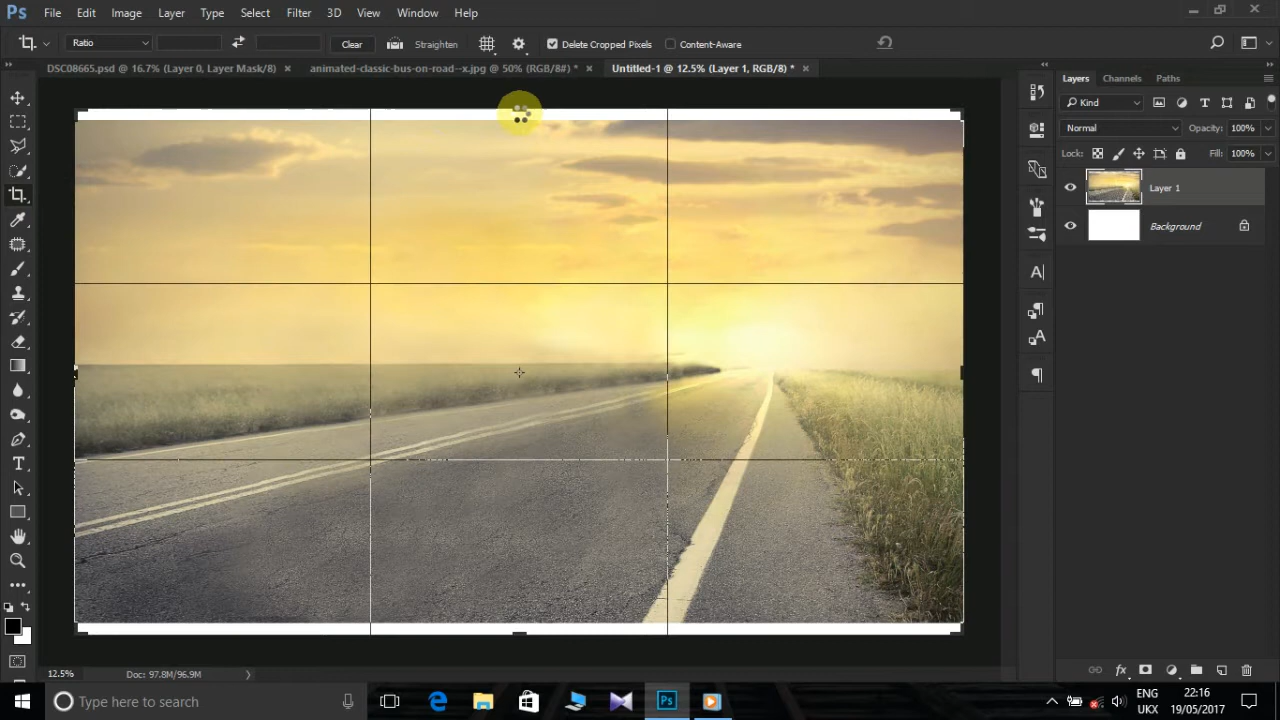 Ps File Edit Image Layer Type Select Filter 3D View Window Help
Ratio Clear Straighten Delete Cropped Pixels Content-Aware
DSC08665.psd @ 16.7% (Layer 0, Layer Mask/8) × animated-classic-bus-on-road--x.jpg @ 50% (RGB/8#) * × Untitled-1 @ 12.5% (Layer 1, RGB/8) * ×
Layers Channels Paths
Kind
Normal Opacity: 100%
Lock: Fill: 100%
Layer 1
Background
12.5% Doc: 97.8M/96.9M
Type here to search
Ps
ENG 22:16
UKX 19/05/2017